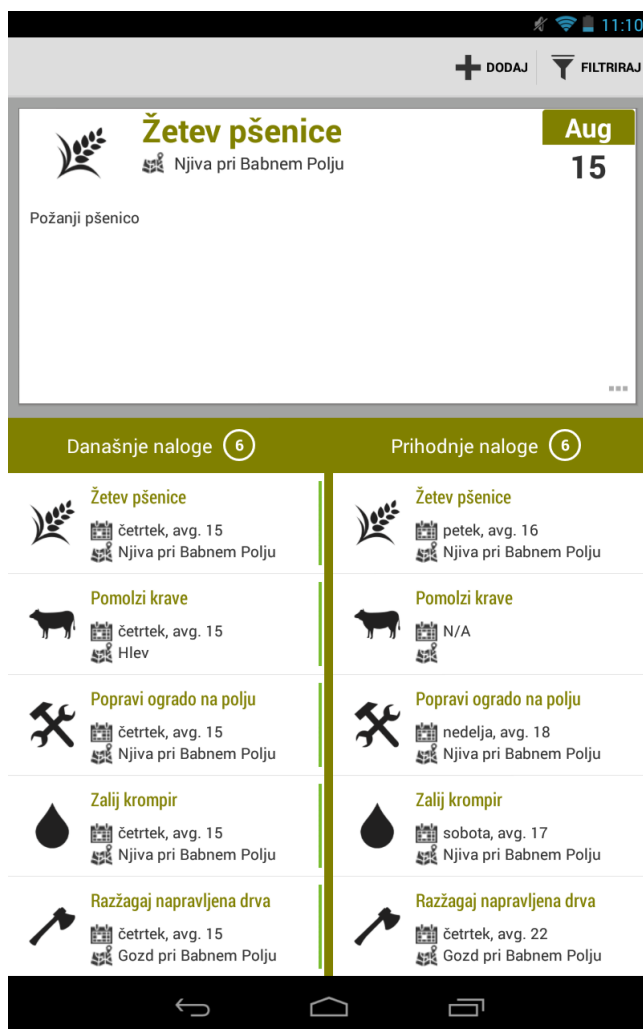 11:10
DODAJ
FILTRIRAJ
Žetev pšenice
Njiva pri Babnem Polju
Aug
15
Požanji pšenico
Današnje naloge 6
Žetev pšenice
četrtek, avg. 15
Njiva pri Babnem Polju
Pomolzi krave
četrtek, avg. 15
Hlev
Popravi ogrado na polju
četrtek, avg. 15
Njiva pri Babnem Polju
Zalij krompir
četrtek, avg. 15
Njiva pri Babnem Polju
Razžagaj napravljena drva
četrtek, avg. 15
Gozd pri Babnem Polju
Prihodnje naloge 6
Žetev pšenice
petek, avg. 16
Njiva pri Babnem Polju
Pomolzi krave
N/A
Popravi ogrado na polju
nedelja, avg. 18
Njiva pri Babnem Polju
Zalij krompir
sobota, avg. 17
Njiva pri Babnem Polju
Razžagaj napravljena drva
četrtek, avg. 22
Gozd pri Babnem Polju